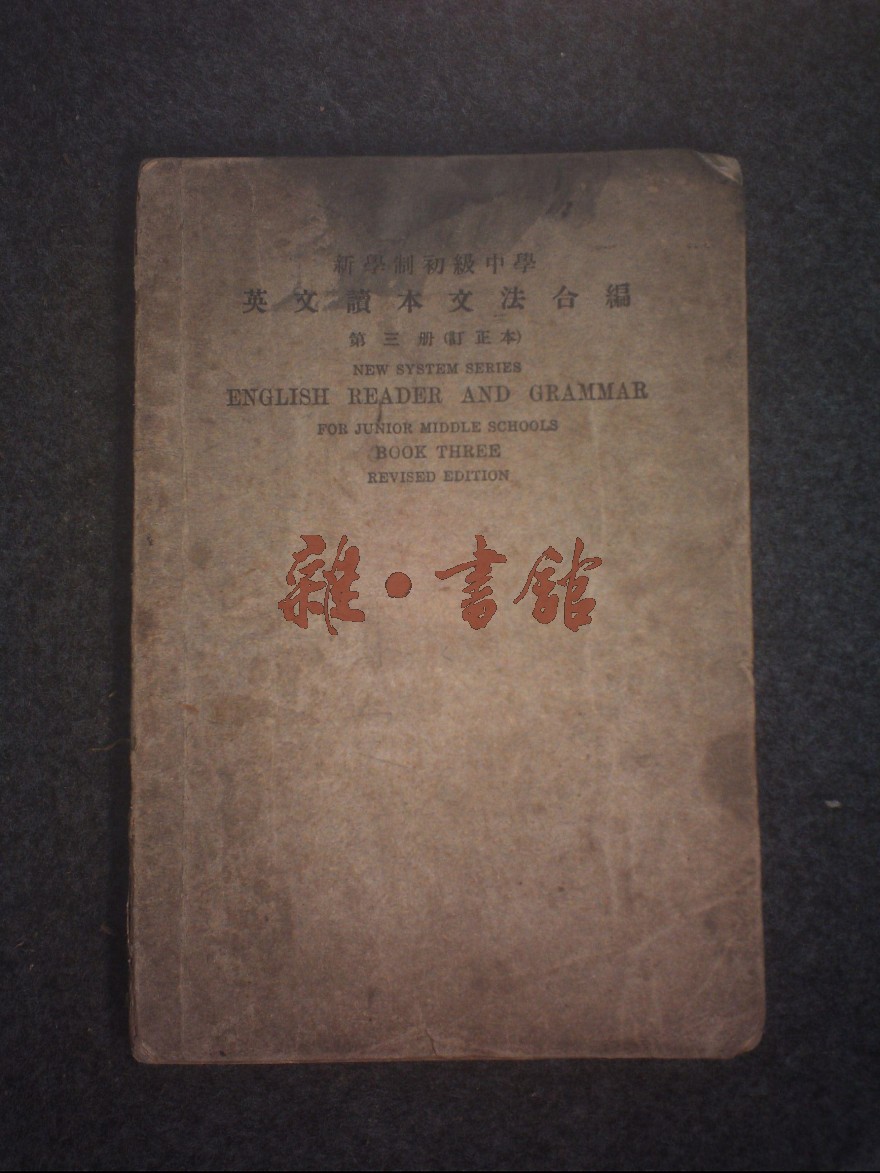 新學制初級中學
英文讀本文法合編
第三册(訂正本)
NEW SYSTEM SERIES
ENGLISH READER AND GRAMMAR
FOR JUNIOR MIDDLE SCHOOLS
BOOK THREE
REVISED EDITION
雜·書館